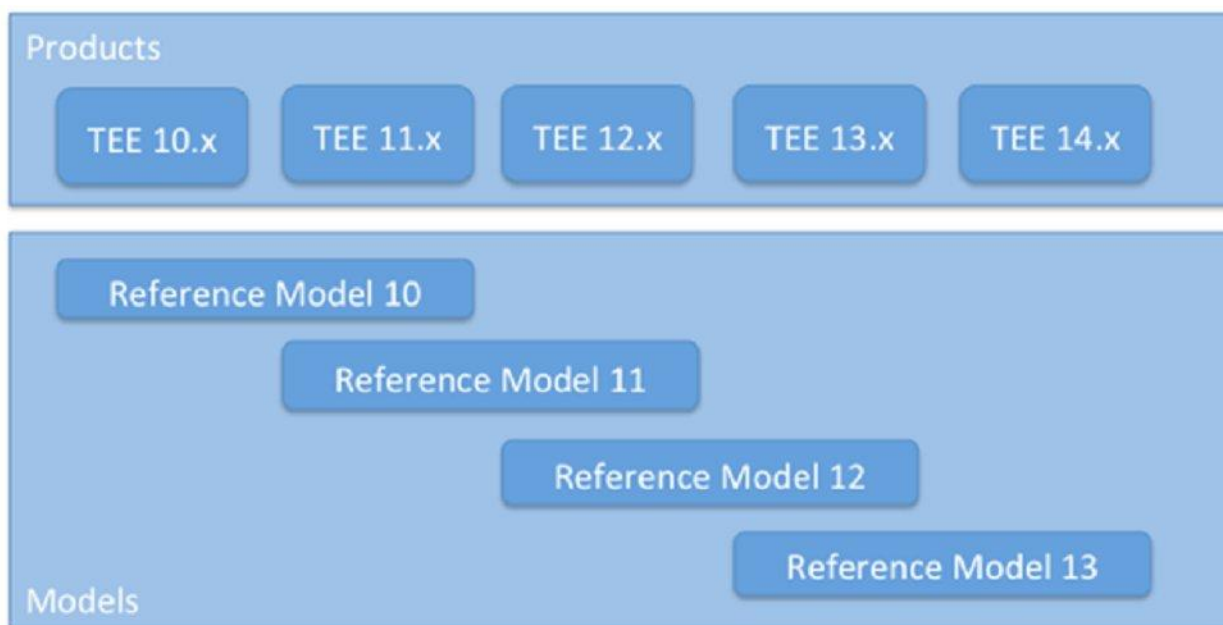 Products
TEE 10.x
TEE 11.x
TEE 12.x
TEE 13.x
TEE 14.x
Reference Model 10
Reference Model 11
Reference Model 12
Reference Model 13
Models